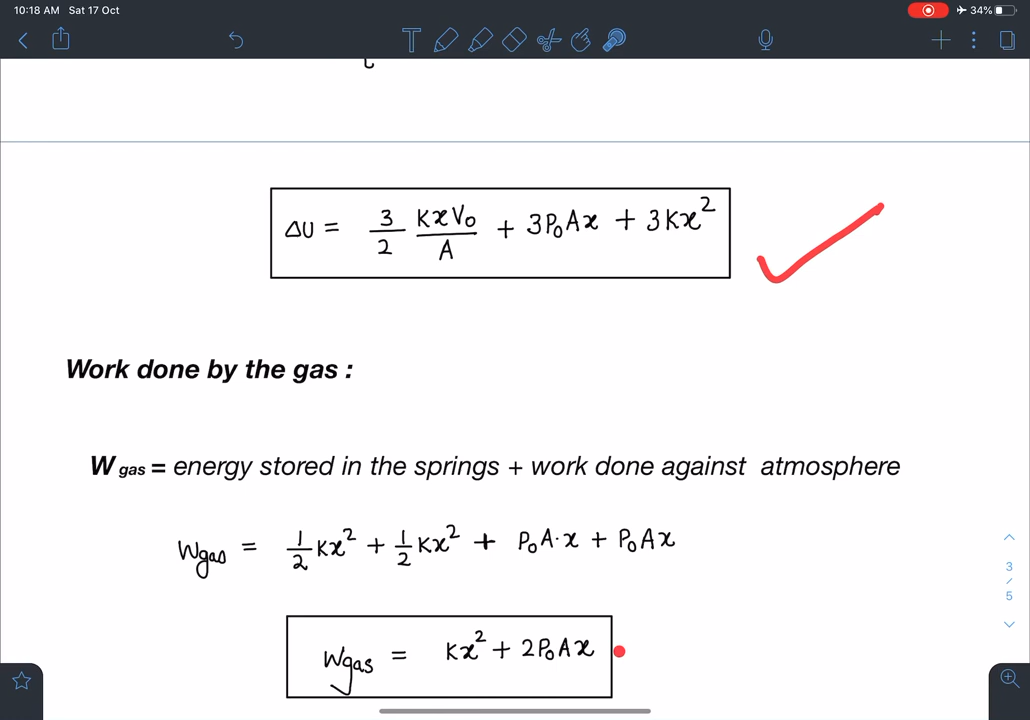 10:18 AM Sat 17 Oct
34%
T
ΔU = 3/2 KxV₀/A + 3P₀Ax + 3Kx²
Work done by the gas :
W gas = energy stored in the springs + work done against atmosphere
Wgas = 1/2 Kx² + 1/2 Kx² + P₀A·x + P₀Ax
Wgas = Kx² + 2P₀Ax
3
/
5